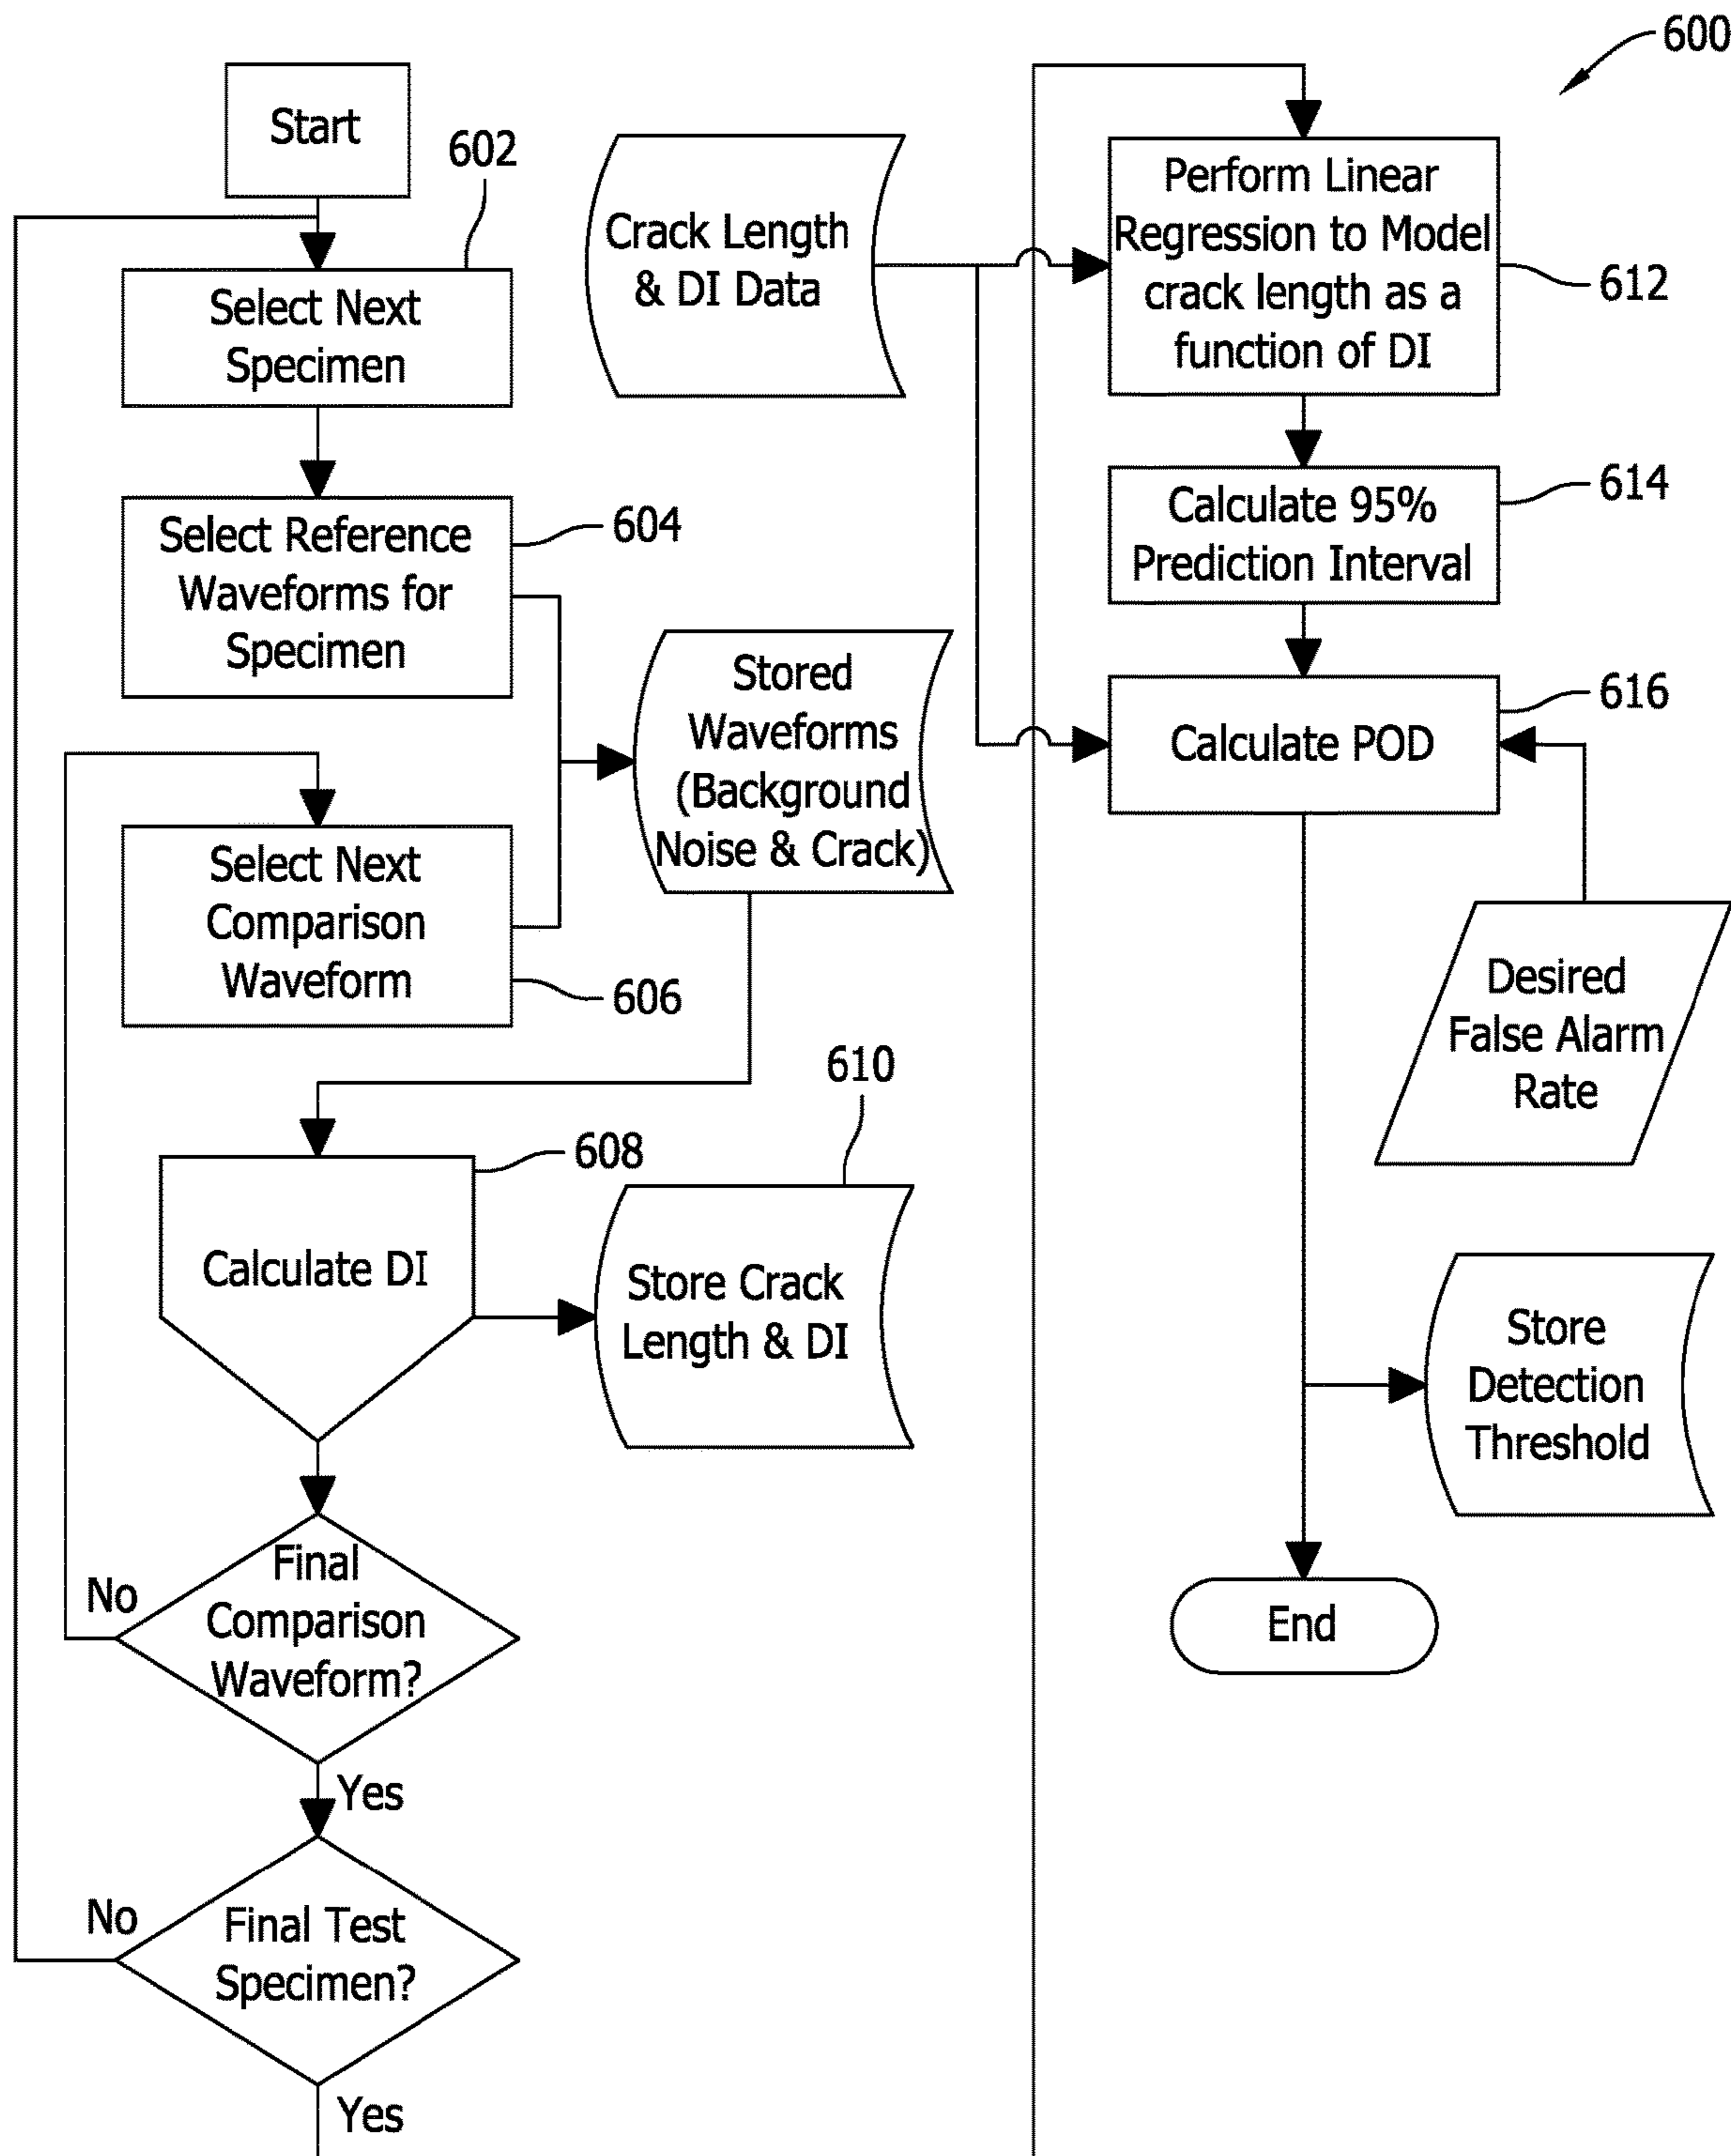 600
Start
602
Select Next
Specimen
Select Reference
Waveforms for
Specimen
604
Select Next
Comparison
Waveform
606
Stored
Waveforms
(Background
Noise & Crack)
Calculate DI
608
610
Store Crack
Length & DI
Final
Comparison
Waveform?
No
Yes
Final Test
Specimen?
No
Yes
Crack Length
& DI Data
Perform Linear
Regression to Model
crack length as a
function of DI
612
Calculate 95%
Prediction Interval
614
Calculate POD
616
Desired
False Alarm
Rate
Store
Detection
Threshold
End